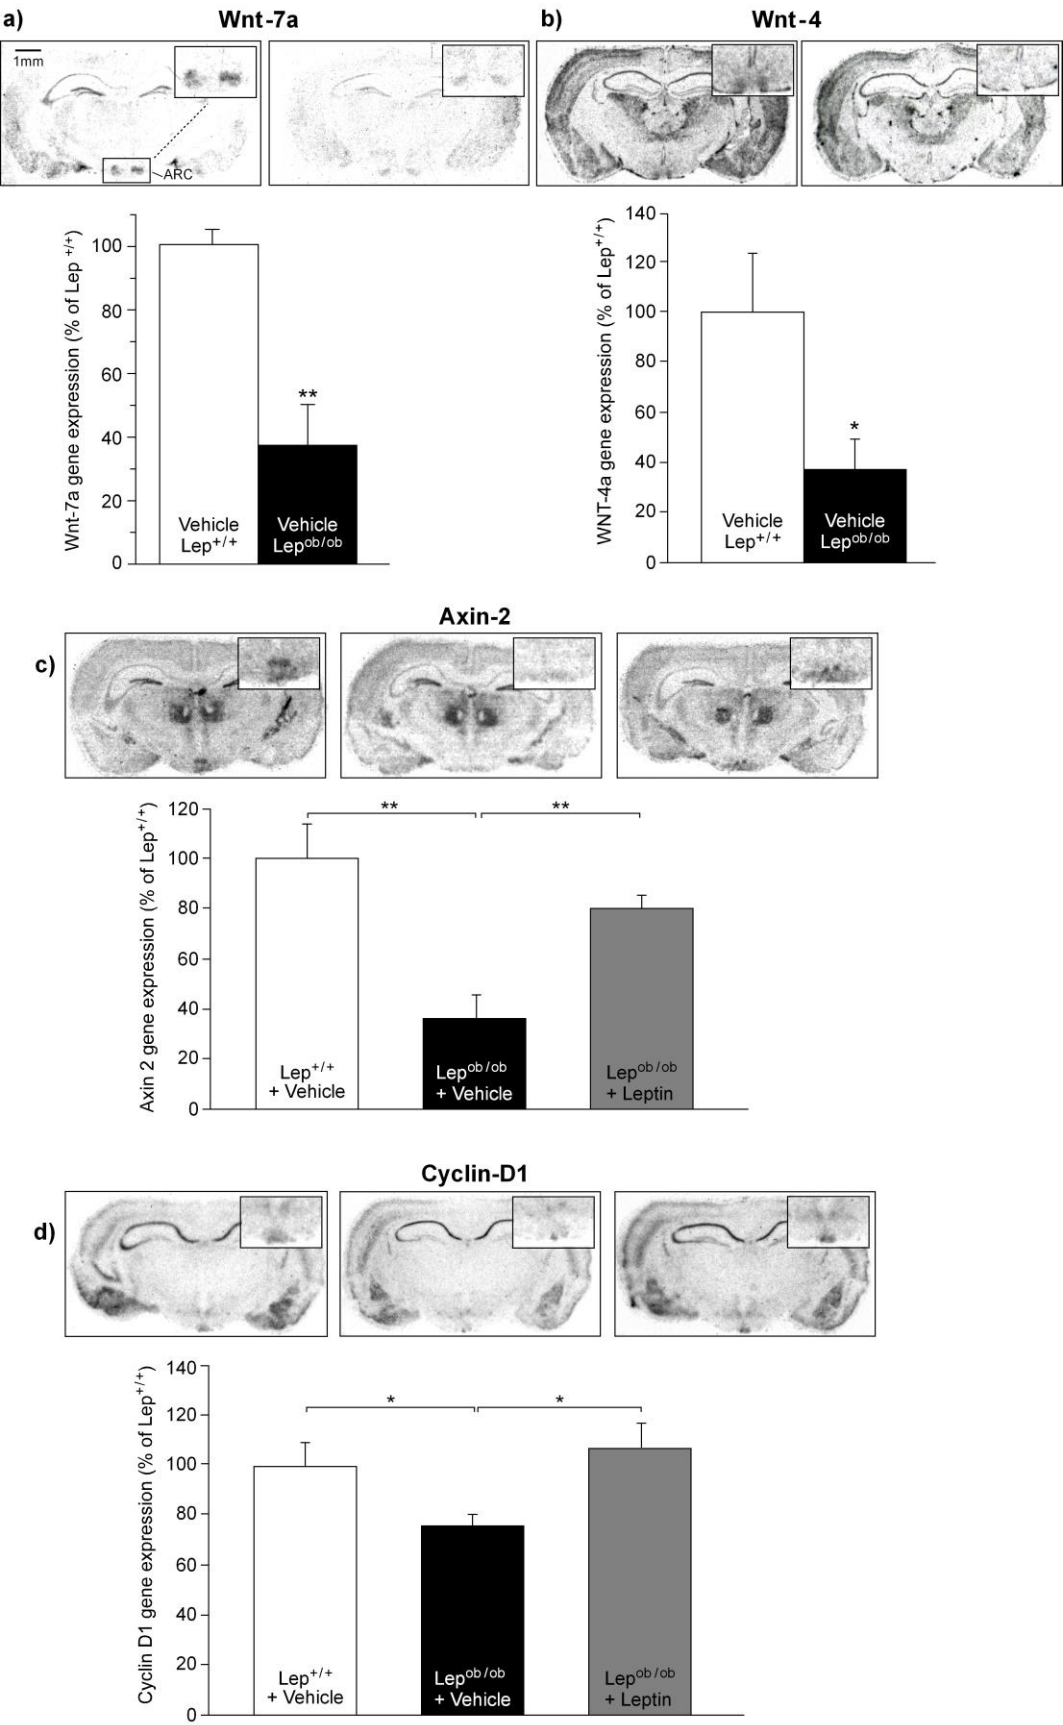 a)
Wnt-7a
b)
Wnt-4
1mm
ARC
Wnt-7a gene expression (% of Lep +/+)
100
80
60
40
20
0
**
Vehicle
Lep+/+
Vehicle
Lepob/ob
WNT-4a gene expression (% of Lep+/+)
140
120
100
80
60
40
20
0
*
Vehicle
Lep+/+
Vehicle
Lepob/ob
Axin-2
c)
Axin 2 gene expression (% of Lep+/+)
120
100
80
60
40
20
0
**
**
Lep+/+
+ Vehicle
Lepob/ob
+ Vehicle
Lepob/ob
+ Leptin
Cyclin-D1
d)
Cyclin D1 gene expression (% of Lep+/+)
140
120
100
80
60
40
20
0
*
*
Lep+/+
+ Vehicle
Lepob/ob
+ Vehicle
Lepob/ob
+ Leptin